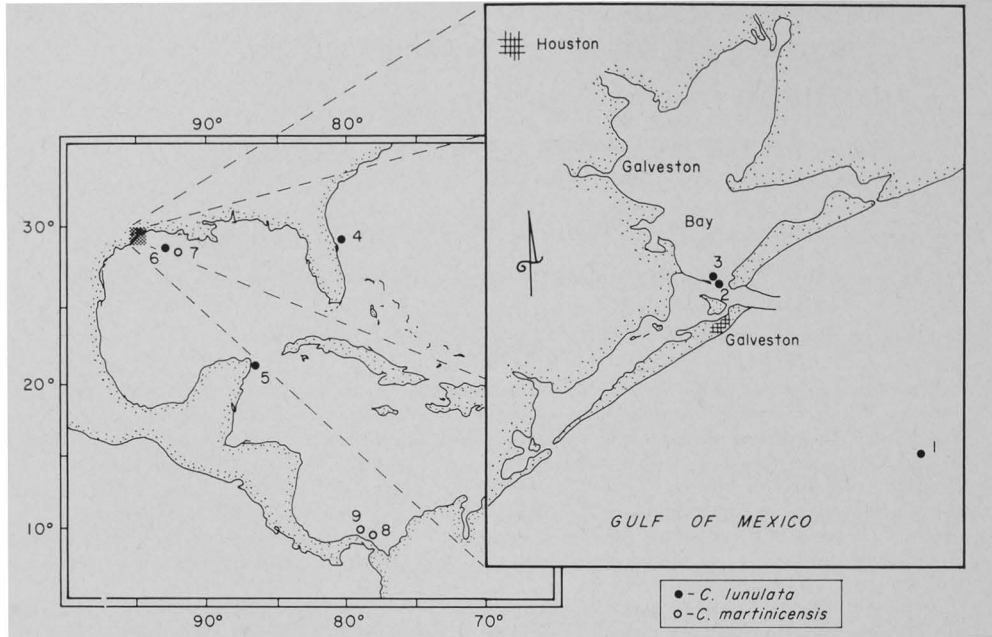 Houston
90°
80°
Galveston
Bay
30°
4
6
7
3
2
Galveston
20°
5
1
GULF OF MEXICO
10°
9
8
●-C. lunulata
○-C. martinicensis
90°
80°
70°